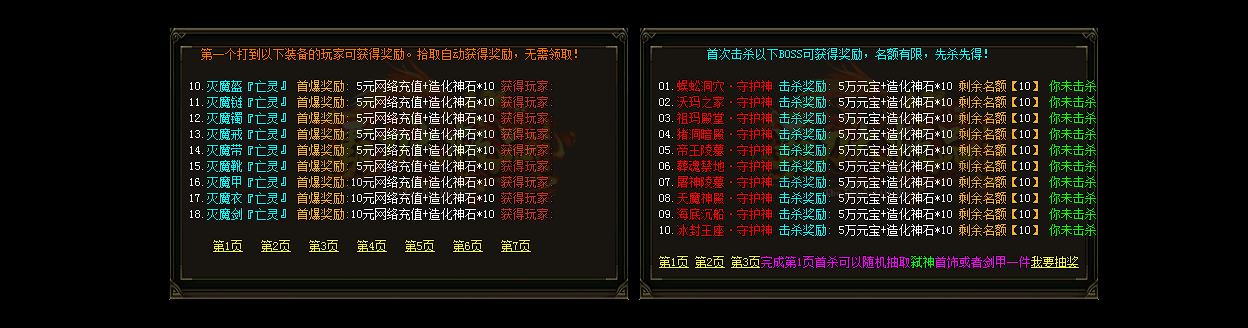 第一个打到以下装备的玩家可获得奖励。拾取自动获得奖励，无需领取！
10.灭魔盔『亡灵』 首爆奖励: 5元网络充值+造化神石*10 获得玩家:
11.灭魔链『亡灵』 首爆奖励: 5元网络充值+造化神石*10 获得玩家:
12.灭魔镯『亡灵』 首爆奖励: 5元网络充值+造化神石*10 获得玩家:
13.灭魔戒『亡灵』 首爆奖励: 5元网络充值+造化神石*10 获得玩家:
14.灭魔带『亡灵』 首爆奖励: 5元网络充值+造化神石*10 获得玩家:
15.灭魔靴『亡灵』 首爆奖励: 5元网络充值+造化神石*10 获得玩家:
16.灭魔甲『亡灵』 首爆奖励:10元网络充值+造化神石*10 获得玩家:
17.灭魔衣『亡灵』 首爆奖励:10元网络充值+造化神石*10 获得玩家:
18.灭魔剑『亡灵』 首爆奖励:10元网络充值+造化神石*10 获得玩家:
第1页 第2页 第3页 第4页 第5页 第6页 第7页
首次击杀以下BOSS可获得奖励，名额有限，先杀先得！
01.蜈蚣洞穴·守护神 击杀奖励: 5万元宝+造化神石*10 剩余名额【10】 你未击杀
02.沃玛之家·守护神 击杀奖励: 5万元宝+造化神石*10 剩余名额【10】 你未击杀
03.祖玛殿堂·守护神 击杀奖励: 5万元宝+造化神石*10 剩余名额【10】 你未击杀
04.猪洞暗殿·守护神 击杀奖励: 5万元宝+造化神石*10 剩余名额【10】 你未击杀
05.帝王陵墓·守护神 击杀奖励: 5万元宝+造化神石*10 剩余名额【10】 你未击杀
06.葬魂禁地·守护神 击杀奖励: 5万元宝+造化神石*10 剩余名额【10】 你未击杀
07.屠神陵墓·守护神 击杀奖励: 5万元宝+造化神石*10 剩余名额【10】 你未击杀
08.天魔神殿·守护神 击杀奖励: 5万元宝+造化神石*10 剩余名额【10】 你未击杀
09.海底沉船·守护神 击杀奖励: 5万元宝+造化神石*10 剩余名额【10】 你未击杀
10.冰封王座·守护神 击杀奖励: 5万元宝+造化神石*10 剩余名额【10】 你未击杀
第1页 第2页 第3页完成第1页首杀可以随机抽取弑神首饰或者剑甲一件我要抽奖